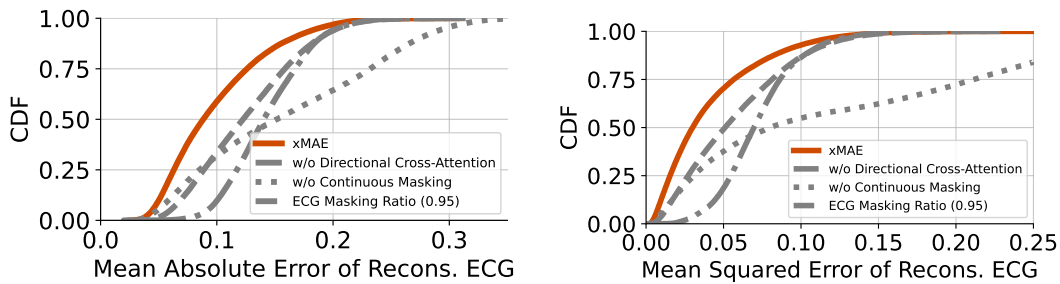 1.00
0.75
0.50
0.25
0.00
CDF
xMAE
w/o Directional Cross-Attention
w/o Continuous Masking
ECG Masking Ratio (0.95)
0.0 0.1 0.2 0.3
Mean Absolute Error of Recons. ECG
1.00
0.75
0.50
0.25
0.00
CDF
xMAE
w/o Directional Cross-Attention
w/o Continuous Masking
ECG Masking Ratio (0.95)
0.00 0.05 0.10 0.15 0.20 0.25
Mean Squared Error of Recons. ECG